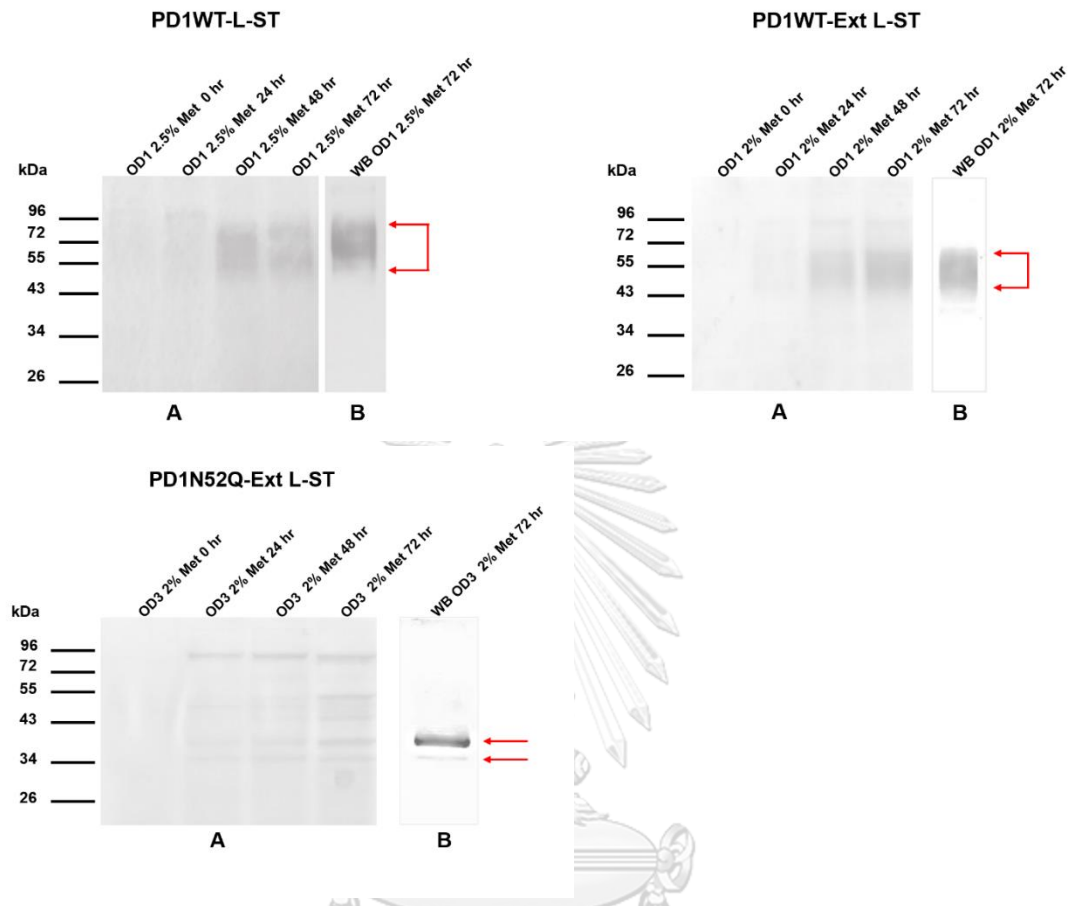 PD1WT-L-ST
OD1 2.5% Met 0 hr
OD1 2.5% Met 24 hr
OD1 2.5% Met 48 hr
OD1 2.5% Met 72 hr
WB OD1 2.5% Met 72 hr
kDa
96
72
55
43
34
26
A
B
PD1WT-Ext L-ST
OD1 2% Met 0 hr
OD1 2% Met 24 hr
OD1 2% Met 48 hr
OD1 2% Met 72 hr
WB OD1 2% Met 72 hr
kDa
96
72
55
43
34
26
A
B
PD1N52Q-Ext L-ST
OD3 2% Met 0 hr
OD3 2% Met 24 hr
OD3 2% Met 48 hr
OD3 2% Met 72 hr
WB OD3 2% Met 72 hr
kDa
96
72
55
43
34
26
A
B